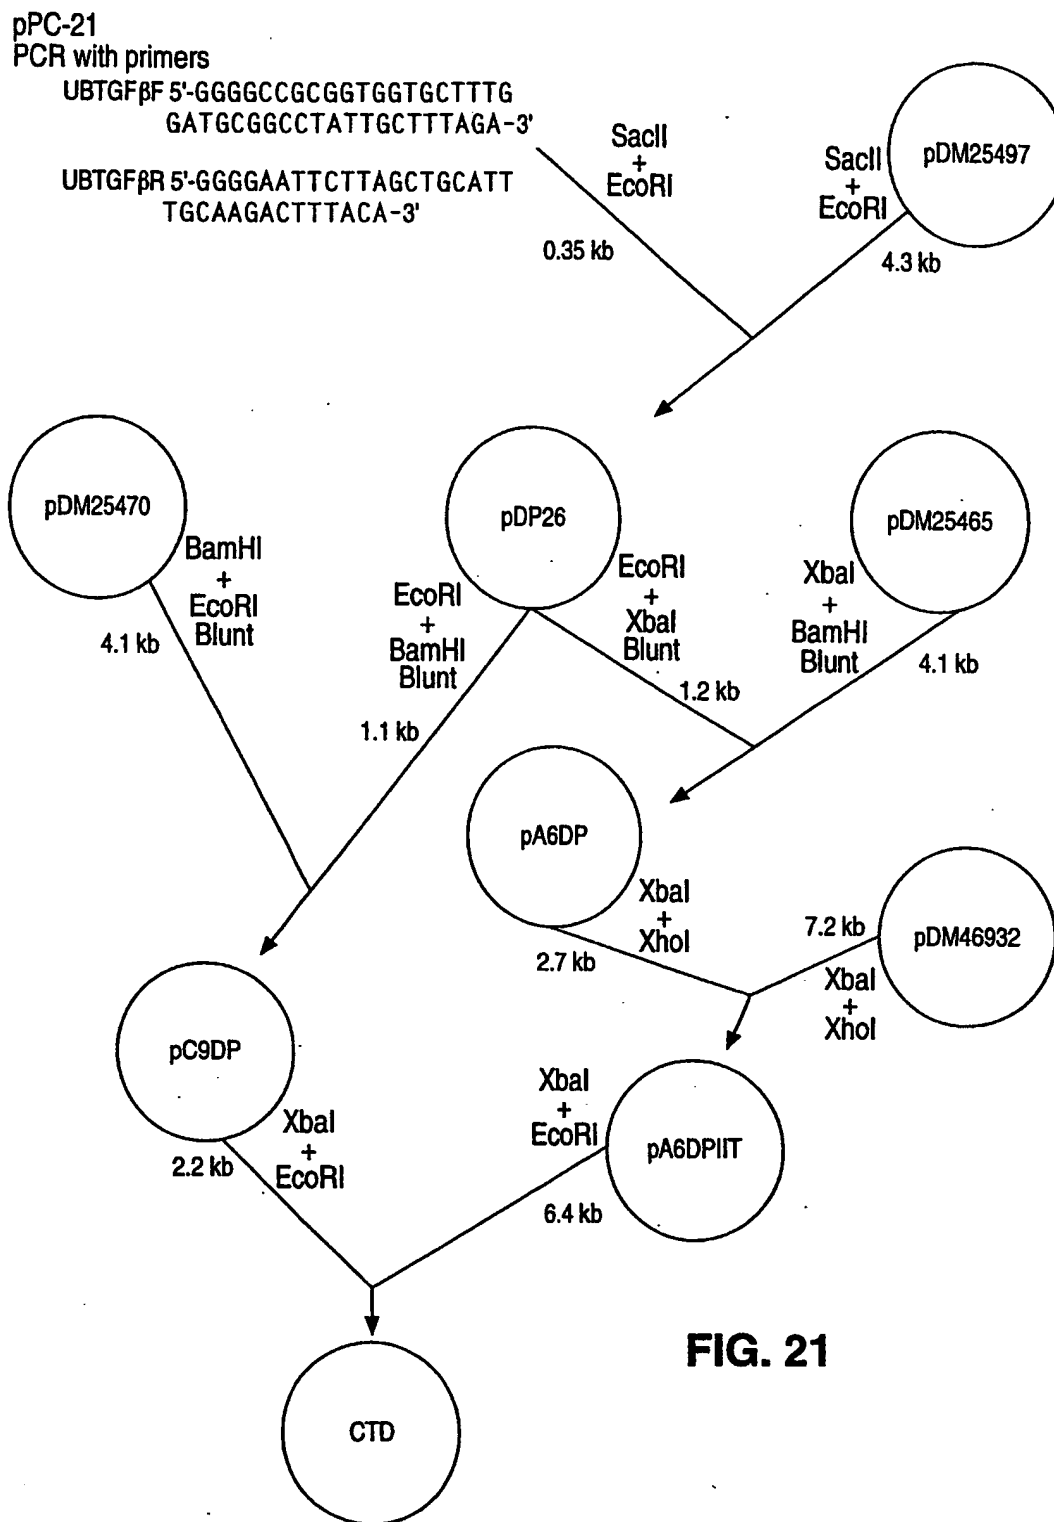 pPC-21
PCR with primers
UBTGFβF 5'-GGGGCCGCGGTGGTGCTTTG
GATGCGGCCTATTGCTTTAGA-3'
UBTGFβR 5'-GGGGAATTCTTAGCTGCATT
TGCAAGACTTTACA-3'
SacII
+
EcoRI
0.35 kb
SacII
+
EcoRI
pDM25497
4.3 kb
pDM25470
BamHI
+
EcoRI
Blunt
4.1 kb
pDP26
EcoRI
+
BamHI
Blunt
1.1 kb
EcoRI
+
XbaI
Blunt
1.2 kb
pDM25465
XbaI
+
BamHI
Blunt
4.1 kb
pA6DP
XbaI
+
XhoI
2.7 kb
7.2 kb
pDM46932
XbaI
+
XhoI
pC9DP
XbaI
+
EcoRI
2.2 kb
XbaI
+
EcoRI
pA6DPIIT
6.4 kb
CTD
FIG. 21